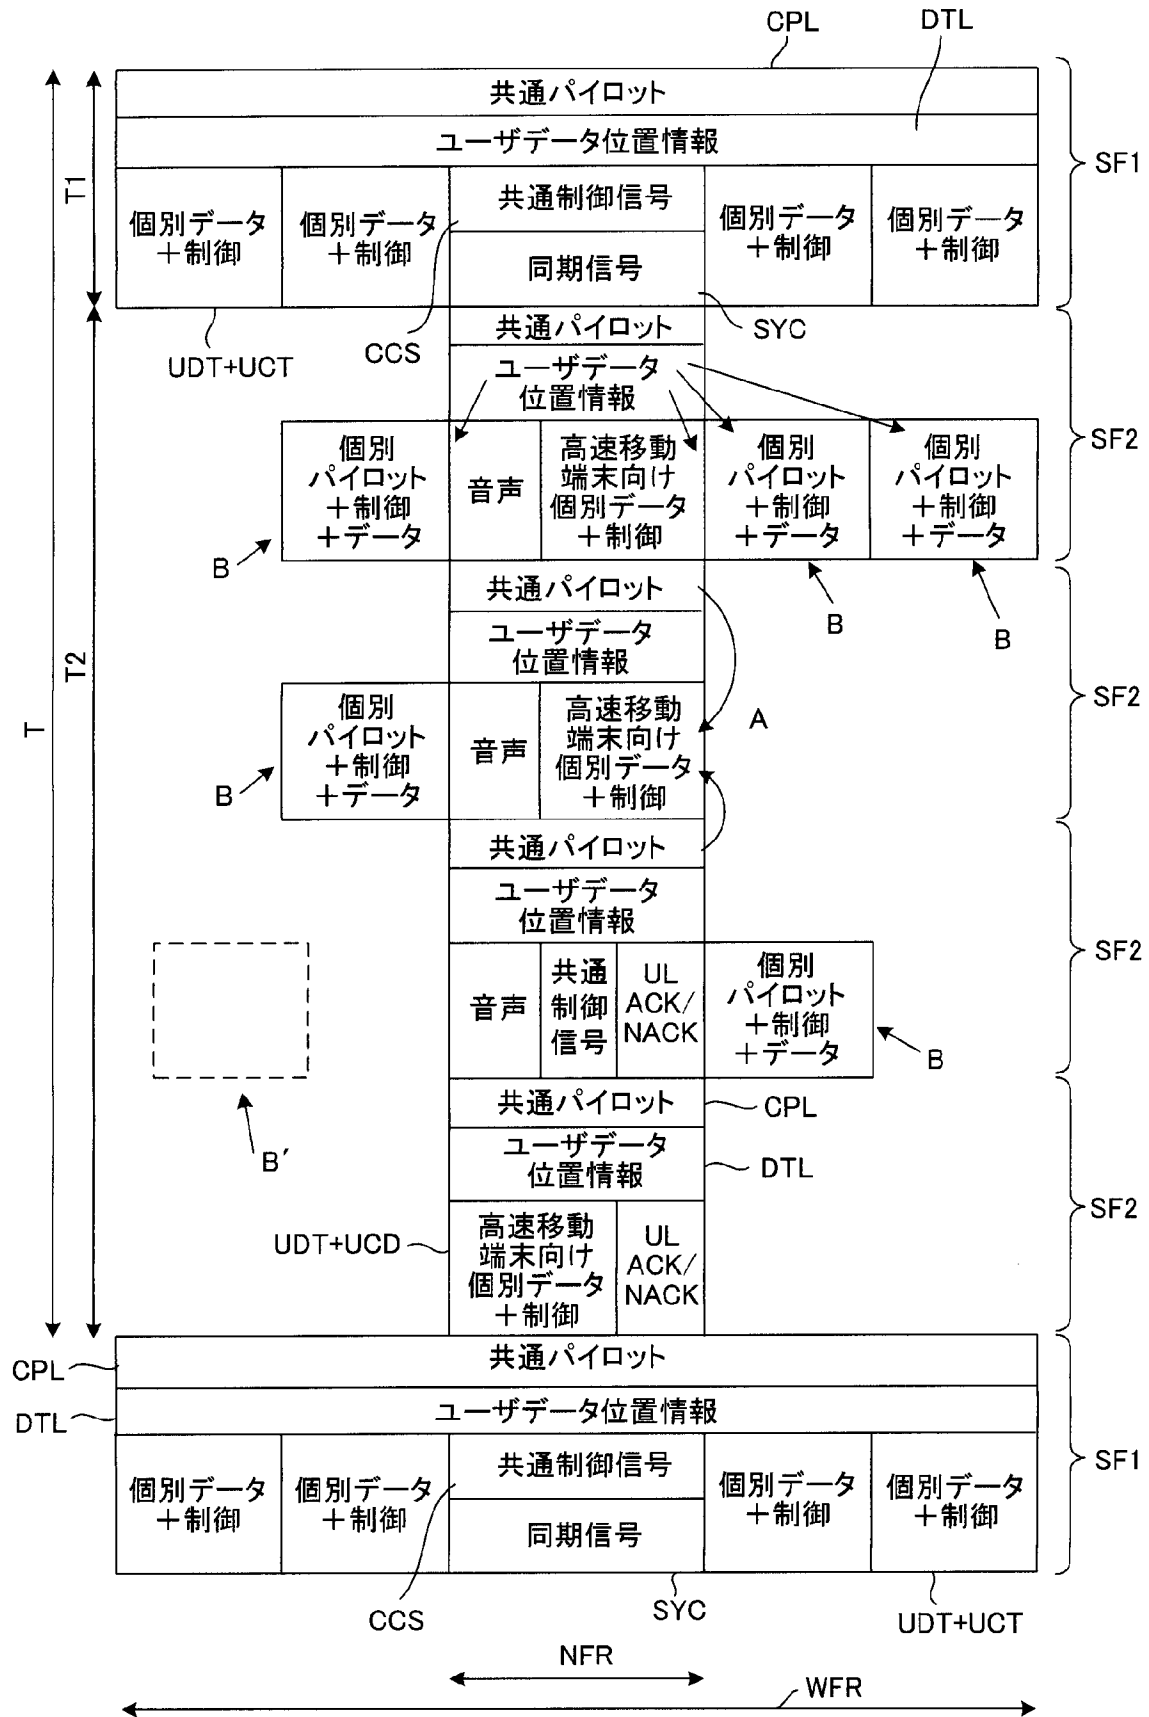 CPL
DTL
共通パイロット
ユーザデータ位置情報
SF1
T1
個別データ
+制御
個別データ
+制御
共通制御信号
同期信号
個別データ
+制御
個別データ
+制御
UDT+UCT
CCS
SYC
共通パイロット
ユーザデータ
位置情報
SF2
個別
パイロット
+制御
+データ
音声
高速移動
端末向け
個別データ
+制御
個別
パイロット
+制御
+データ
個別
パイロット
+制御
+データ
B
B
B
共通パイロット
ユーザデータ
位置情報
T
T2
SF2
個別
パイロット
+制御
+データ
音声
高速移動
端末向け
個別データ
+制御
A
B
共通パイロット
ユーザデータ
位置情報
SF2
音声
共通
制御
信号
UL
ACK/
NACK
個別
パイロット
+制御
+データ
B
B′
共通パイロット
CPL
ユーザデータ
位置情報
DTL
SF2
UDT+UCD
高速移動
端末向け
個別データ
+制御
UL
ACK/
NACK
CPL
共通パイロット
DTL
ユーザデータ位置情報
SF1
個別データ
+制御
個別データ
+制御
共通制御信号
同期信号
個別データ
+制御
個別データ
+制御
CCS
SYC
UDT+UCT
NFR
WFR